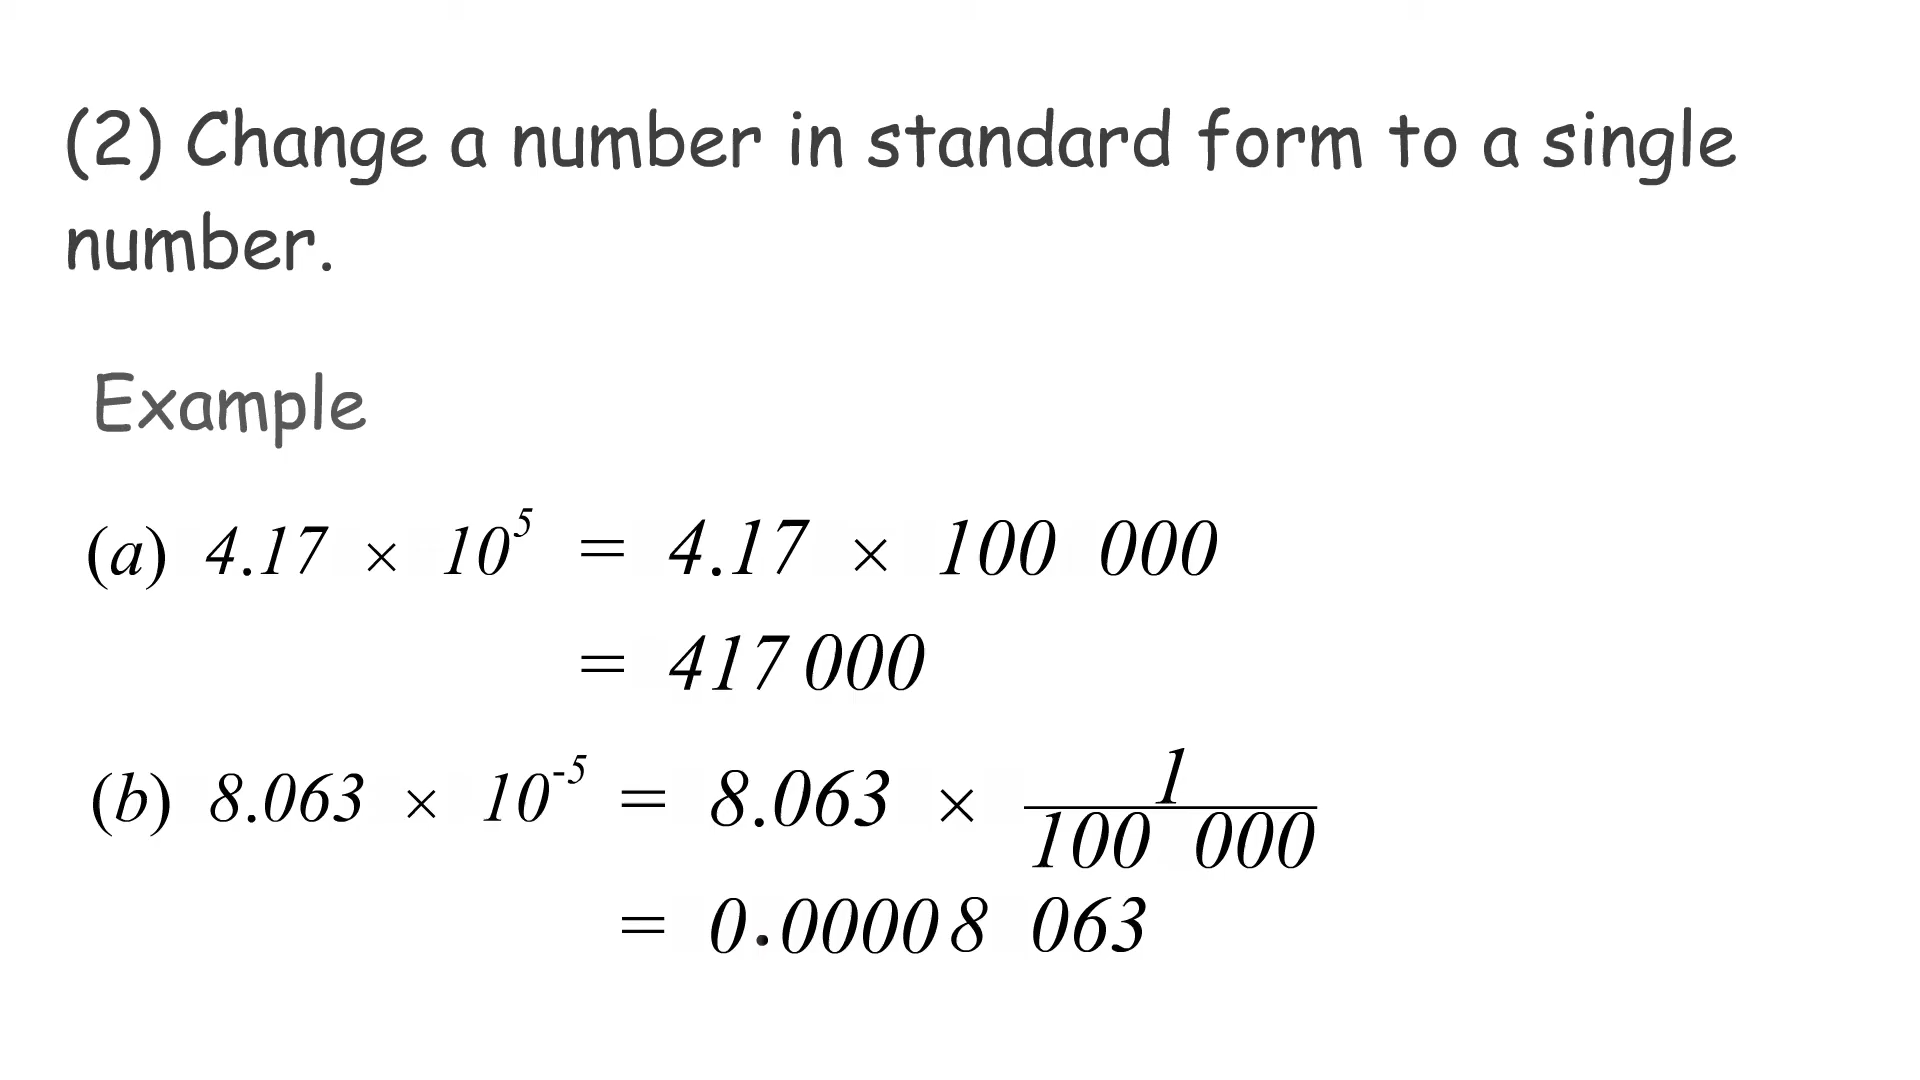 (2) Change a number in standard form to a single
number.
Example
(a) 4.17 × 10⁵ = 4.17 × 100 000
= 417 000
(b) 8.063 × 10⁻⁵ = 8.063 × 1/100 000
= 0.00008 063